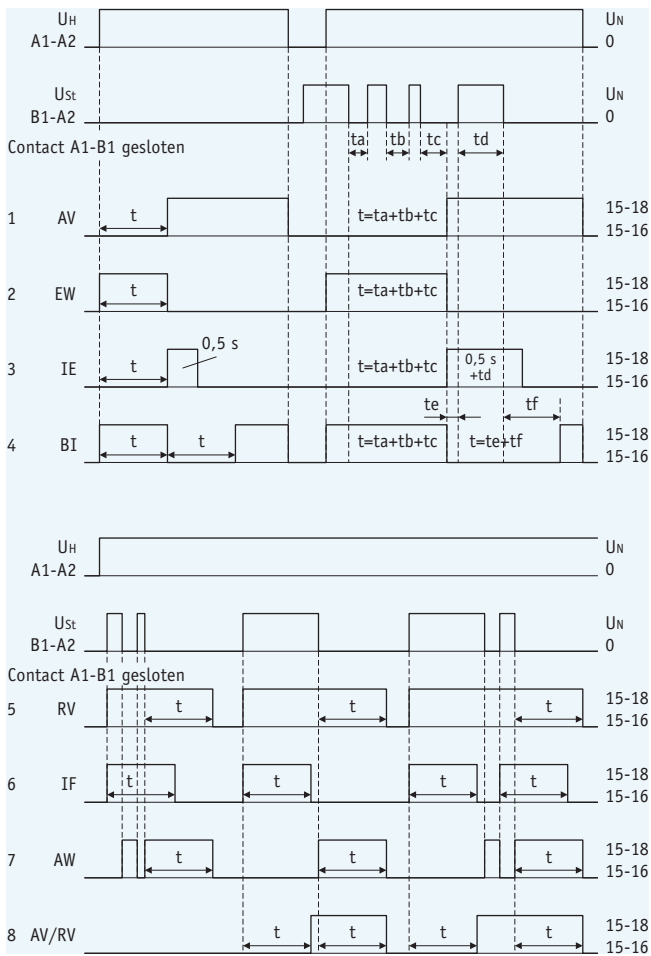 UH UN
A1-A2 0
USt UN
B1-A2 0
ta tb tc td
Contact A1-B1 gesloten
1 AV t t=ta+tb+tc 15-18
15-16
2 EW t t=ta+tb+tc 15-18
15-16
3 IE t 0,5 s t=ta+tb+tc 0,5 s +td 15-18
15-16
te tf
4 BI t t t=ta+tb+tc t=te+tf 15-18
15-16
UH UN
A1-A2 0
USt UN
B1-A2 0
Contact A1-B1 gesloten
5 RV t t t 15-18
15-16
6 IF t t t t 15-18
15-16
7 AW t t t 15-18
15-16
8 AV/RV t t t t 15-18
15-16